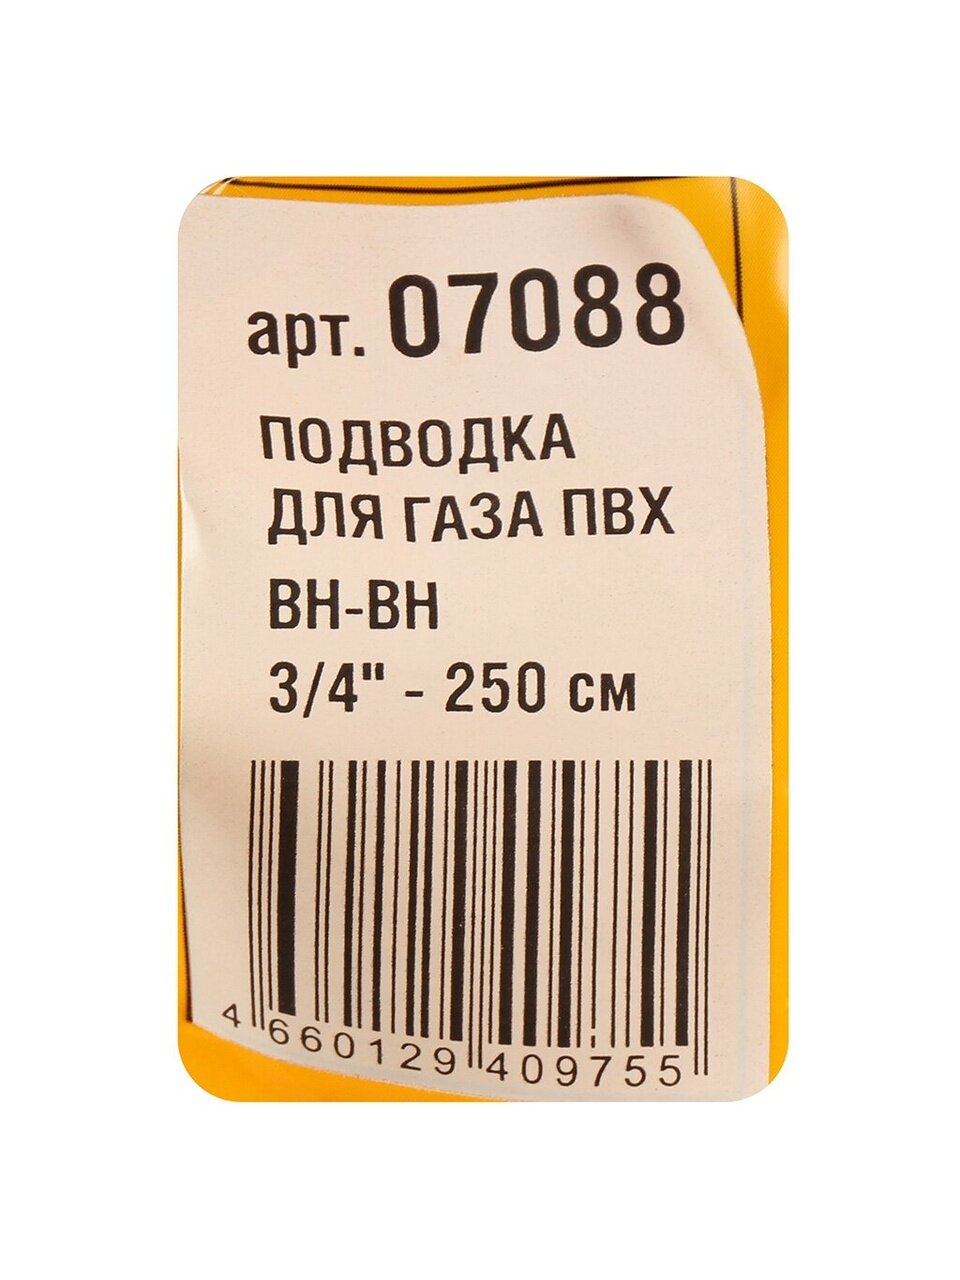 арт. 07088
ПОДВОДКА
ДЛЯ ГАЗА ПВХ
ВН-ВН
3/4" - 250 см
4 660129 409755